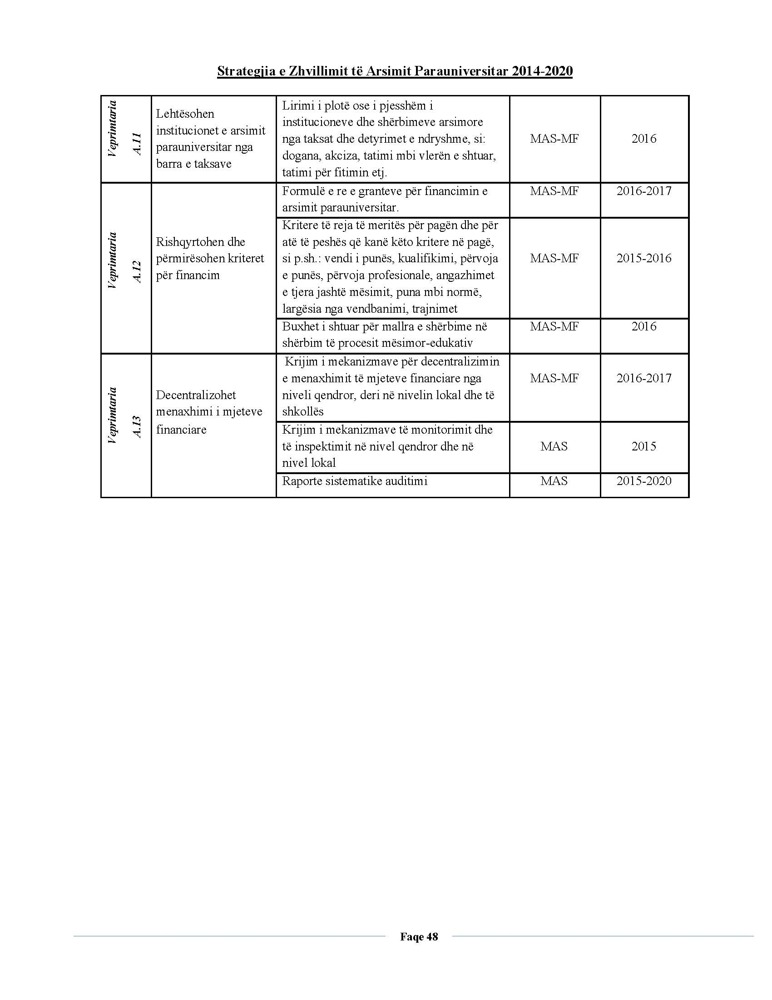 Strategjia e Zhvillimit të Arsimit Parauniversitar 2014-2020
Veprimtaria
A.11
Lehtësohen
institucionet e arsimit
parauniversitar nga
barra e taksave
Lirimi i plotë ose i pjesshëm i
institucioneve dhe shërbimeve arsimore
nga taksat dhe detyrimet e ndryshme, si:
dogana, akciza, tatimi mbi vlerën e shtuar,
tatimi për fitimin etj.
MAS-MF
2016
Veprimtaria
A.12
Rishqyrtohen dhe
përmirësohen kriteret
për financim
Formulë e re e granteve për financimin e
arsimit parauniversitar.
MAS-MF
2016-2017
Kritere të reja të meritës për pagën dhe për
atë të peshës që kanë këto kritere në pagë,
si p.sh.: vendi i punës, kualifikimi, përvoja
e punës, përvoja profesionale, angazhimet
e tjera jashtë mësimit, puna mbi normë,
largësia nga vendbanimi, trajnimet
MAS-MF
2015-2016
Buxhet i shtuar për mallra e shërbime në
shërbim të procesit mësimor-edukativ
MAS-MF
2016
Veprimtaria
A.13
Decentralizohet
menaxhimi i mjeteve
financiare
Krijim i mekanizmave për decentralizimin
e menaxhimit të mjeteve financiare nga
niveli qendror, deri në nivelin lokal dhe të
shkollës
MAS-MF
2016-2017
Krijim i mekanizmave të monitorimit dhe
të inspektimit në nivel qendror dhe në
nivel lokal
MAS
2015
Raporte sistematike auditimi
MAS
2015-2020
Faqe 48